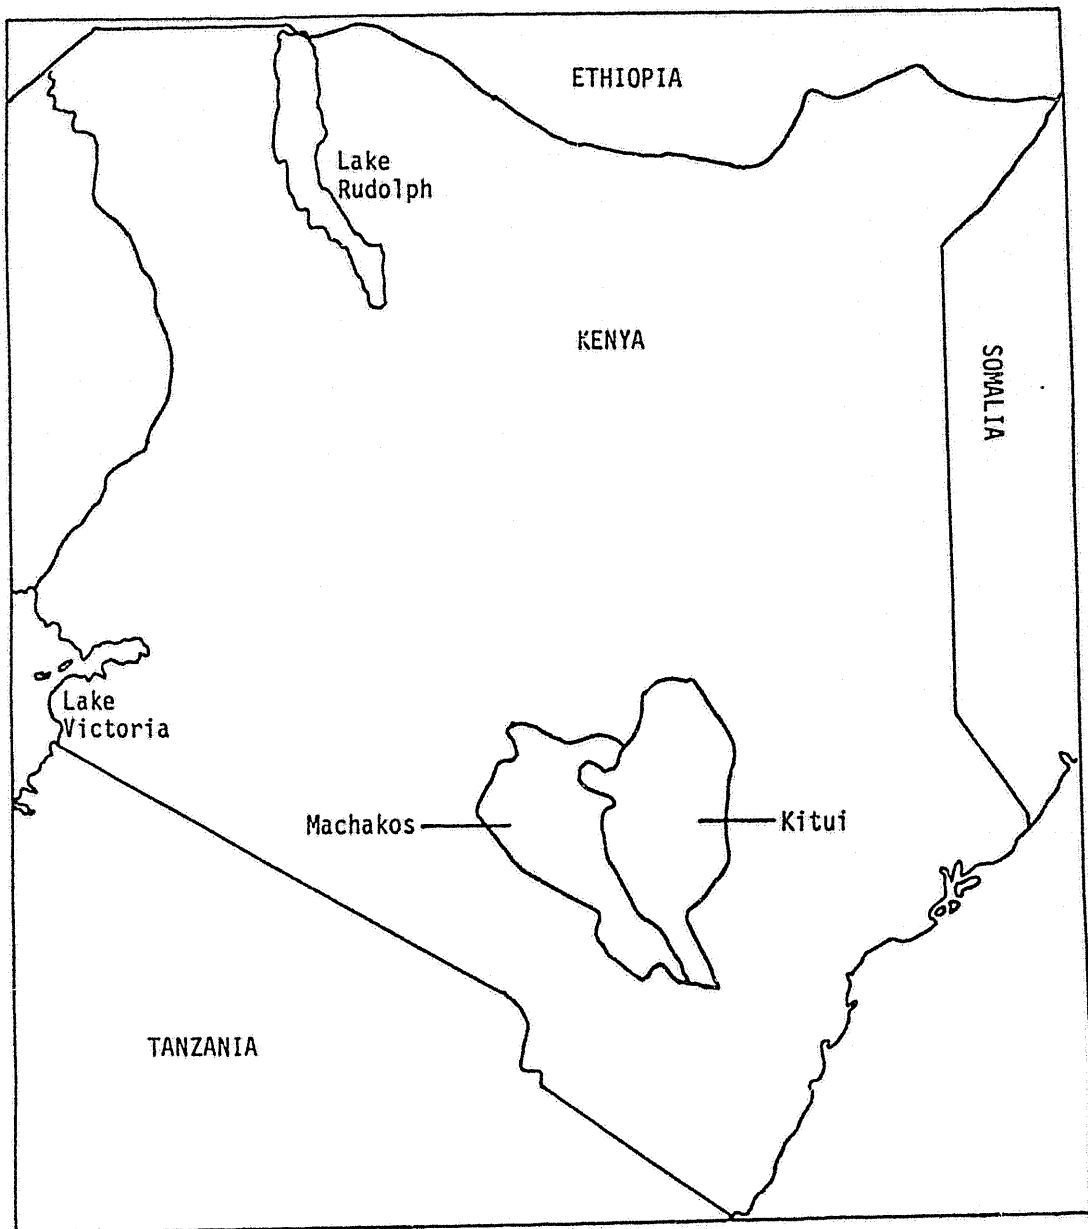 ETHIOPIA
Lake
Rudolph
KENYA
SOMALIA
Lake
Victoria
Machakos
Kitui
TANZANIA